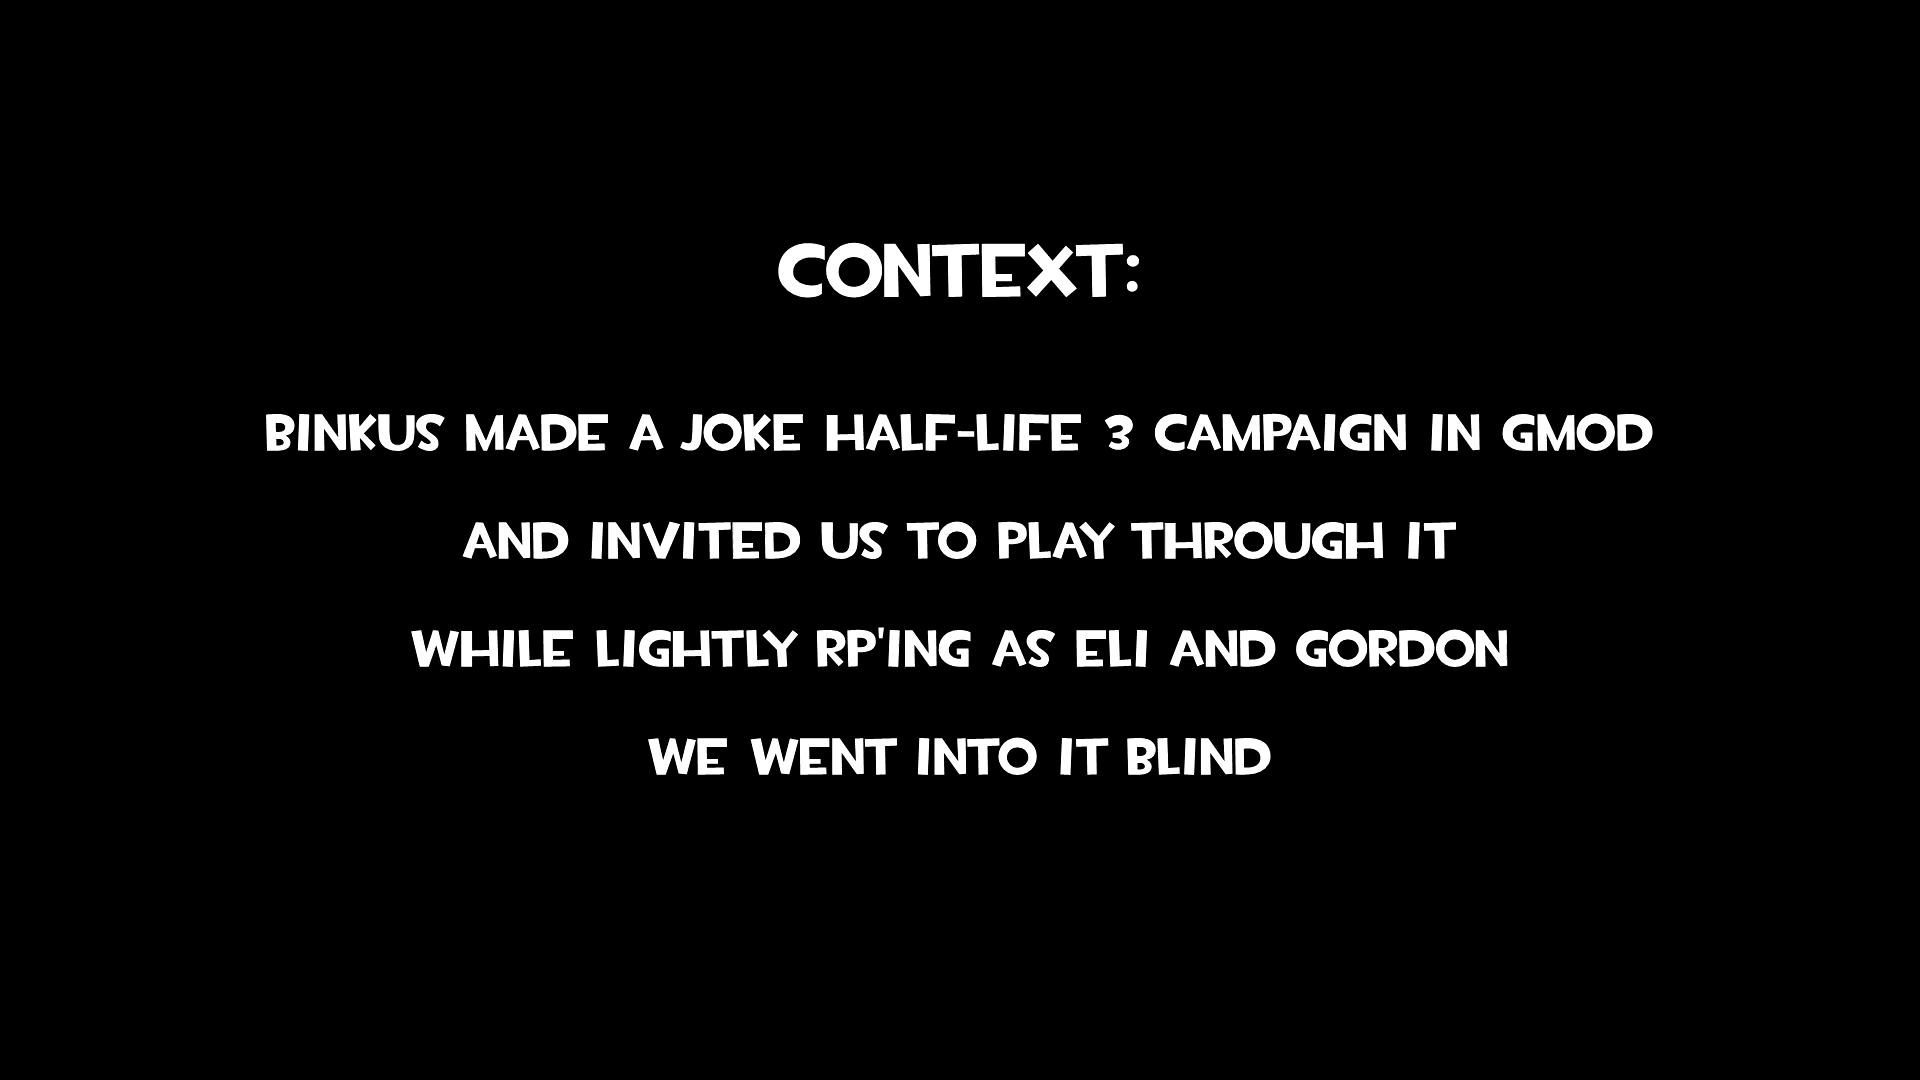 CONTEXT:
BINKUS MADE A JOKE HALF-LIFE 3 CAMPAIGN IN GMOD
AND INVITED US TO PLAY THROUGH IT
WHILE LIGHTLY RP'ING AS ELI AND GORDON
WE WENT INTO IT BLIND